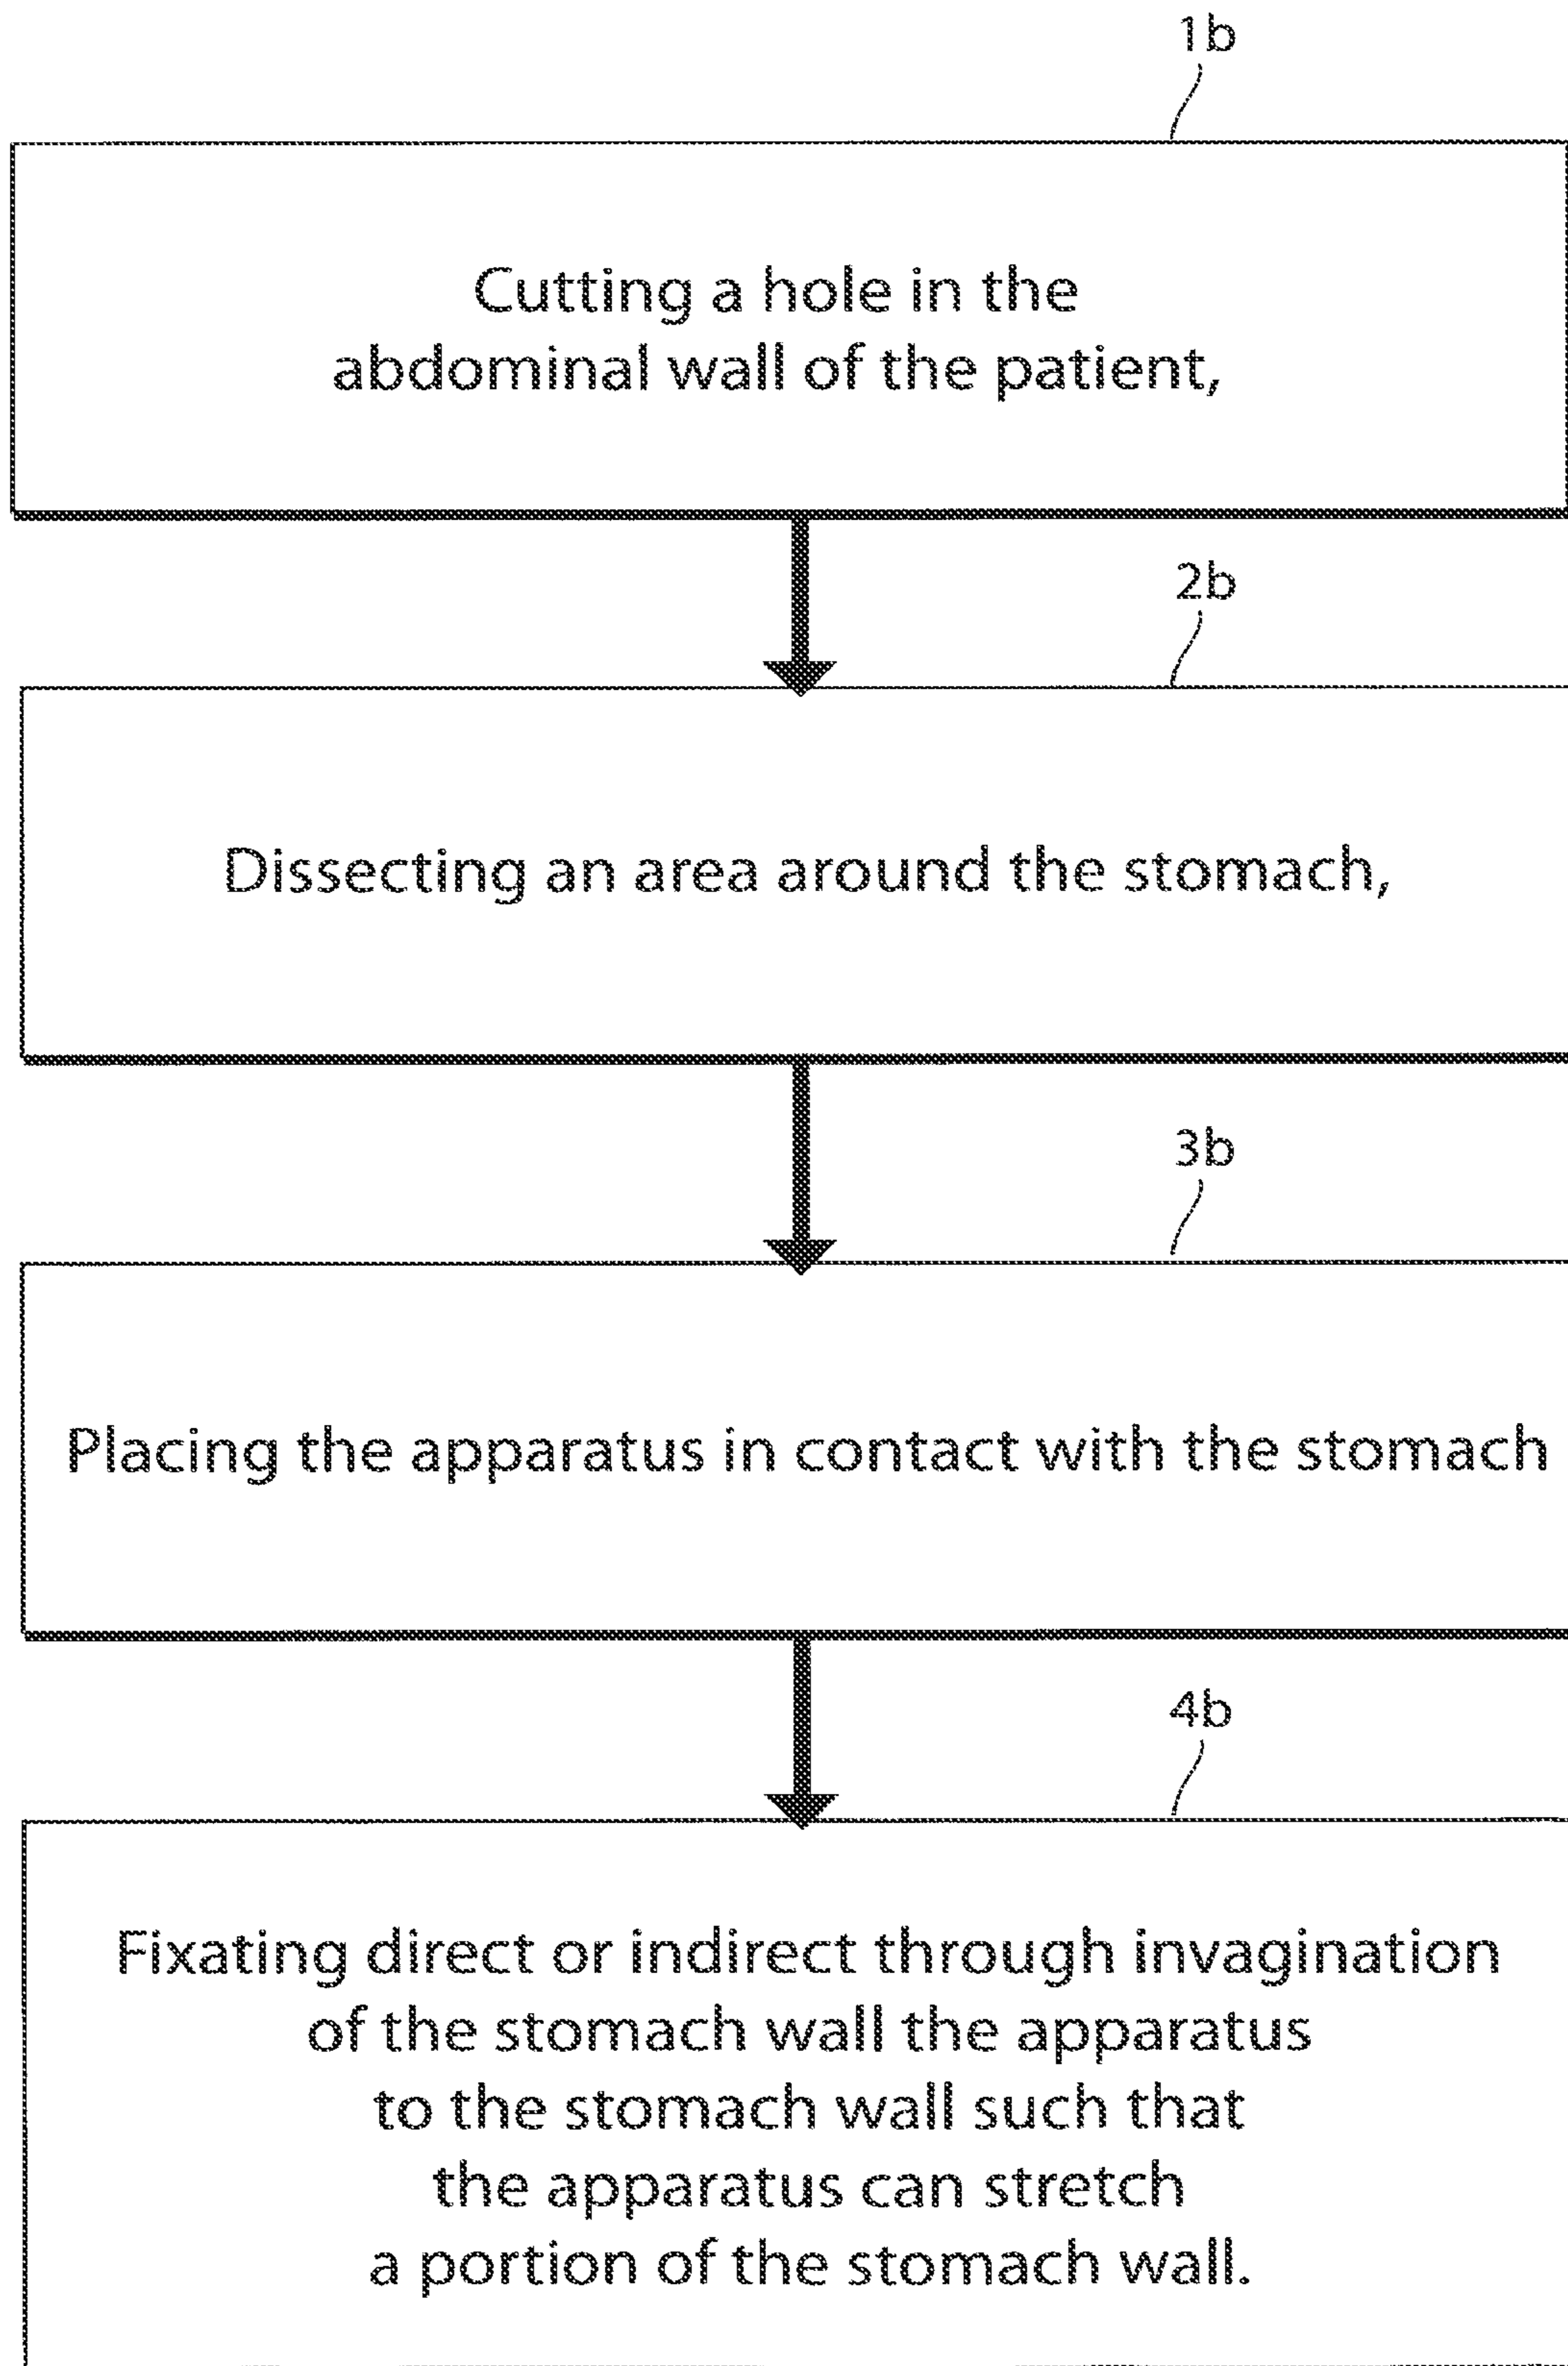 1b
Cutting a hole in the
abdominal wall of the patient,
2b
Dissecting an area around the stomach,
3b
Placing the apparatus in contact with the stomach
4b
Fixating direct or indirect through invagination
of the stomach wall the apparatus
to the stomach wall such that
the apparatus can stretch
a portion of the stomach wall.